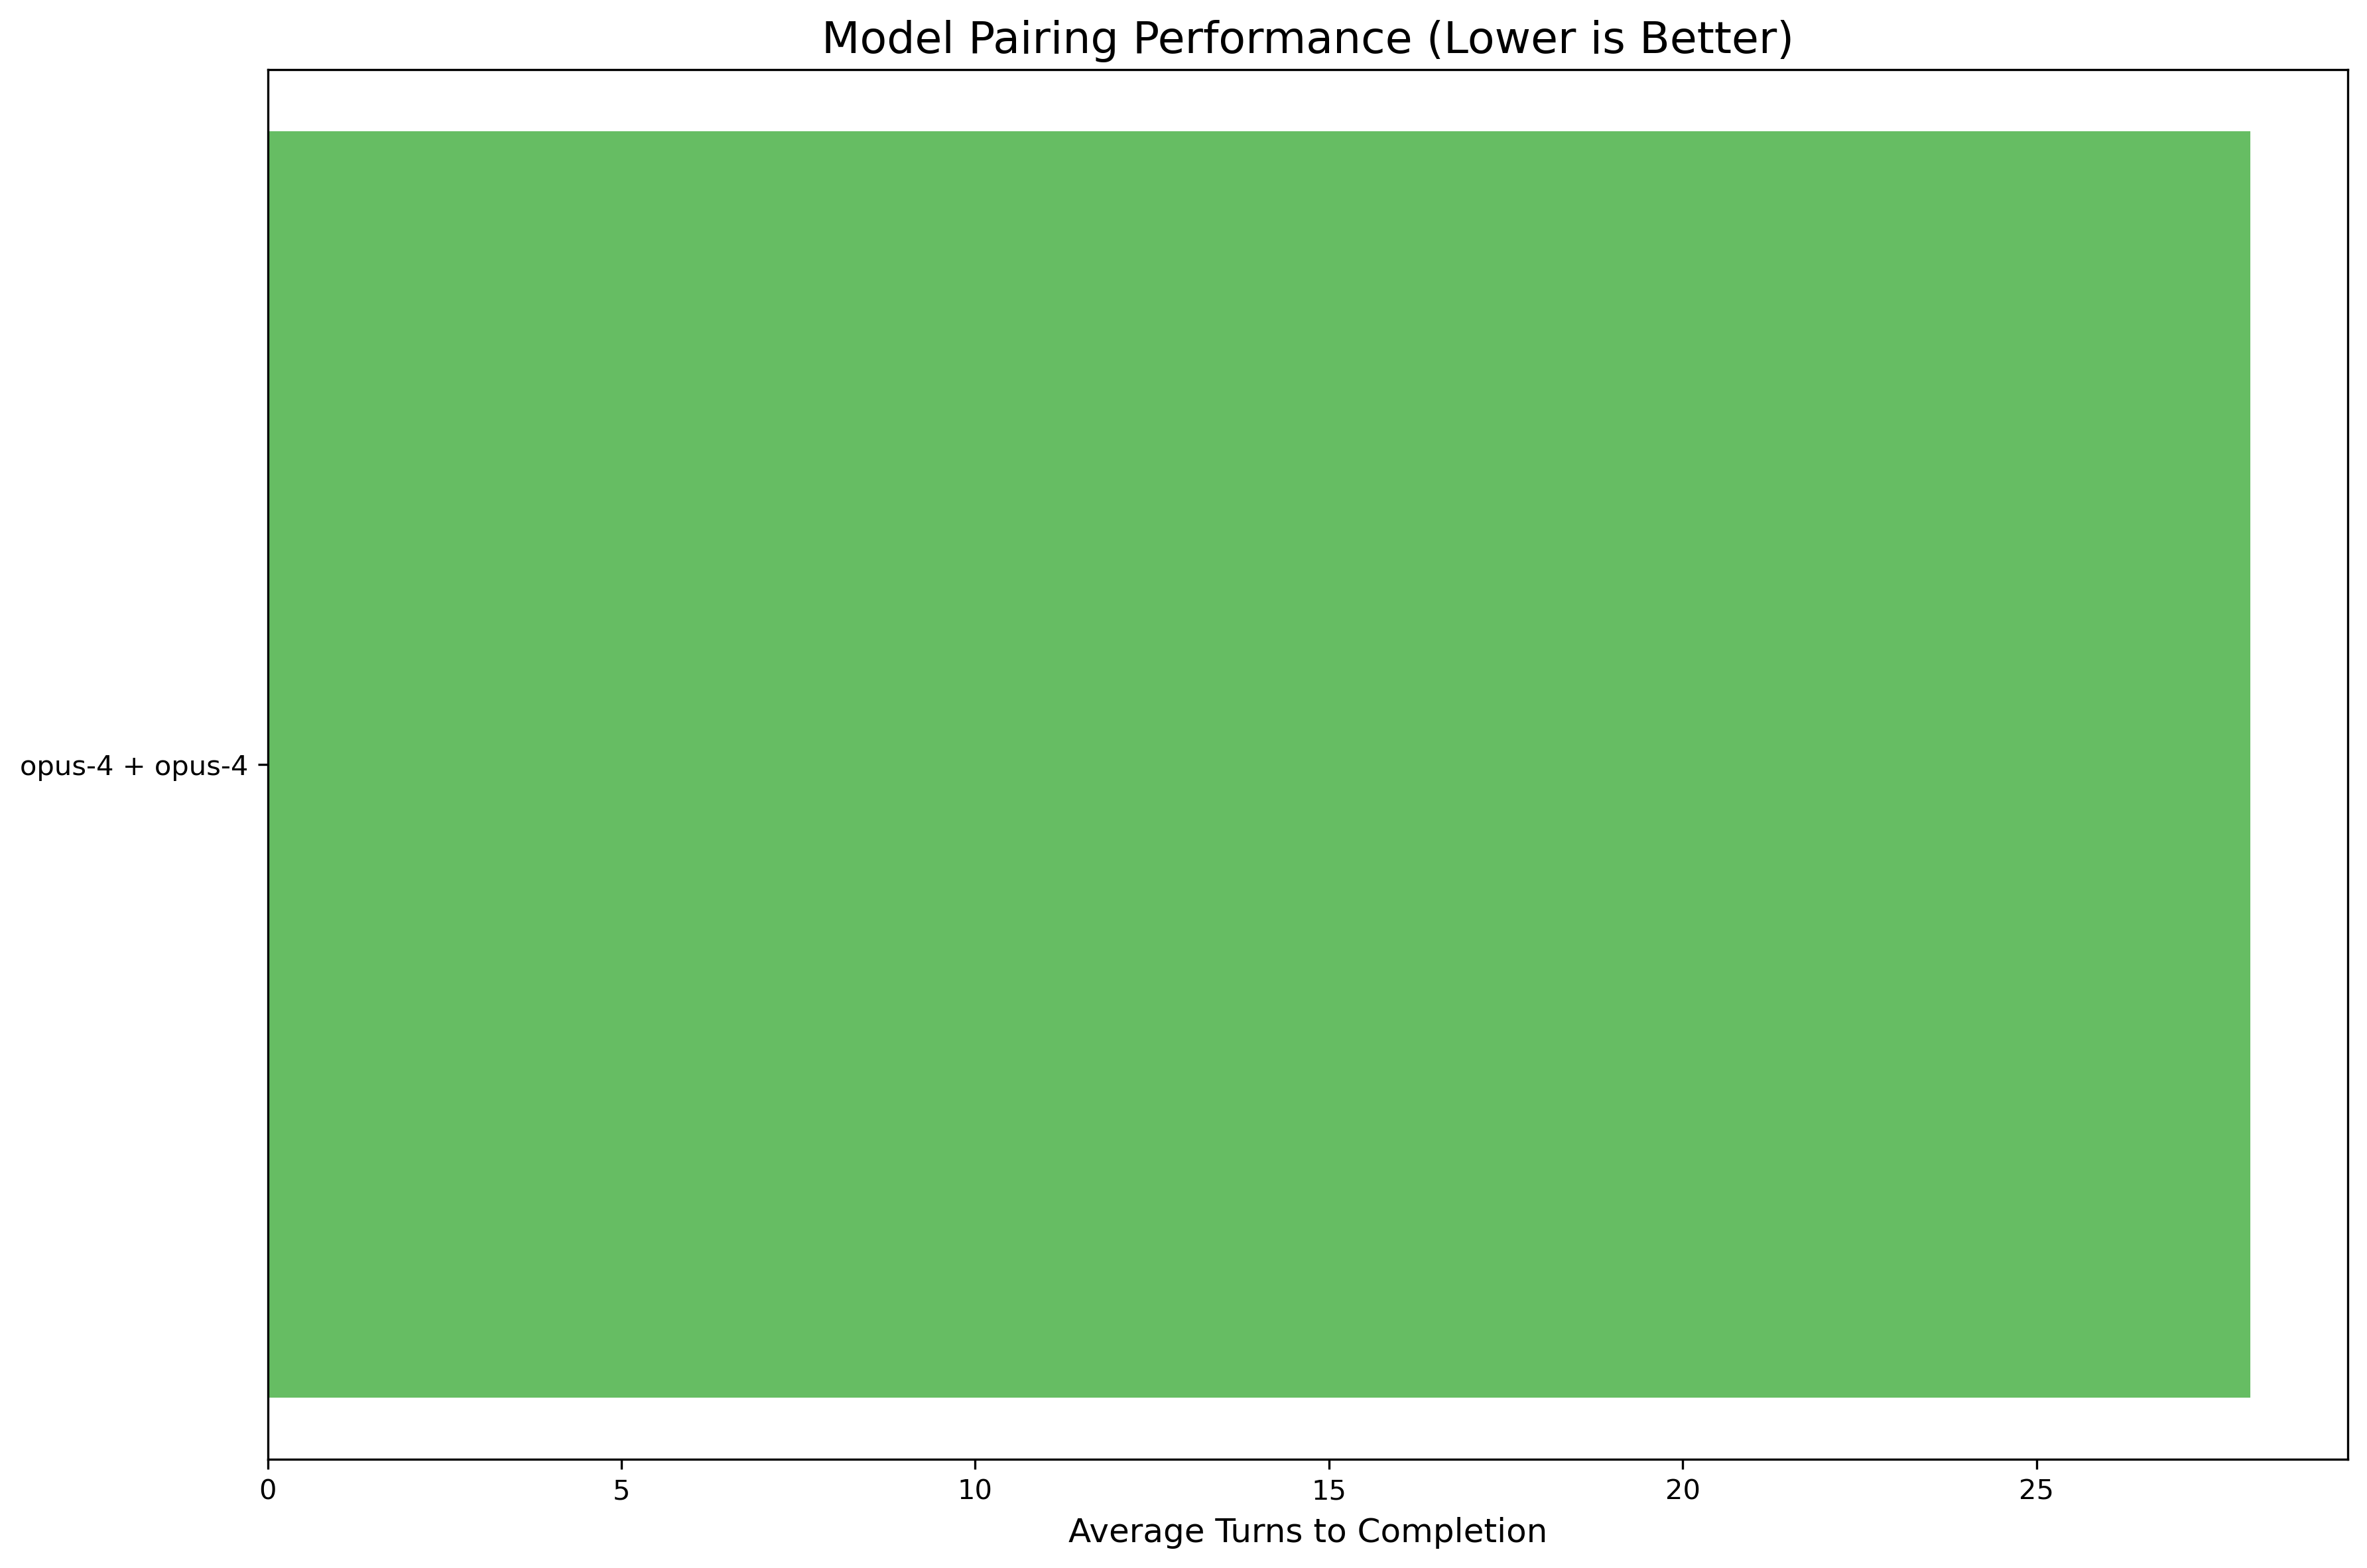 Model Pairing Performance (Lower is Better)
opus-4 + opus-4
0 5 10 15 20 25
Average Turns to Completion